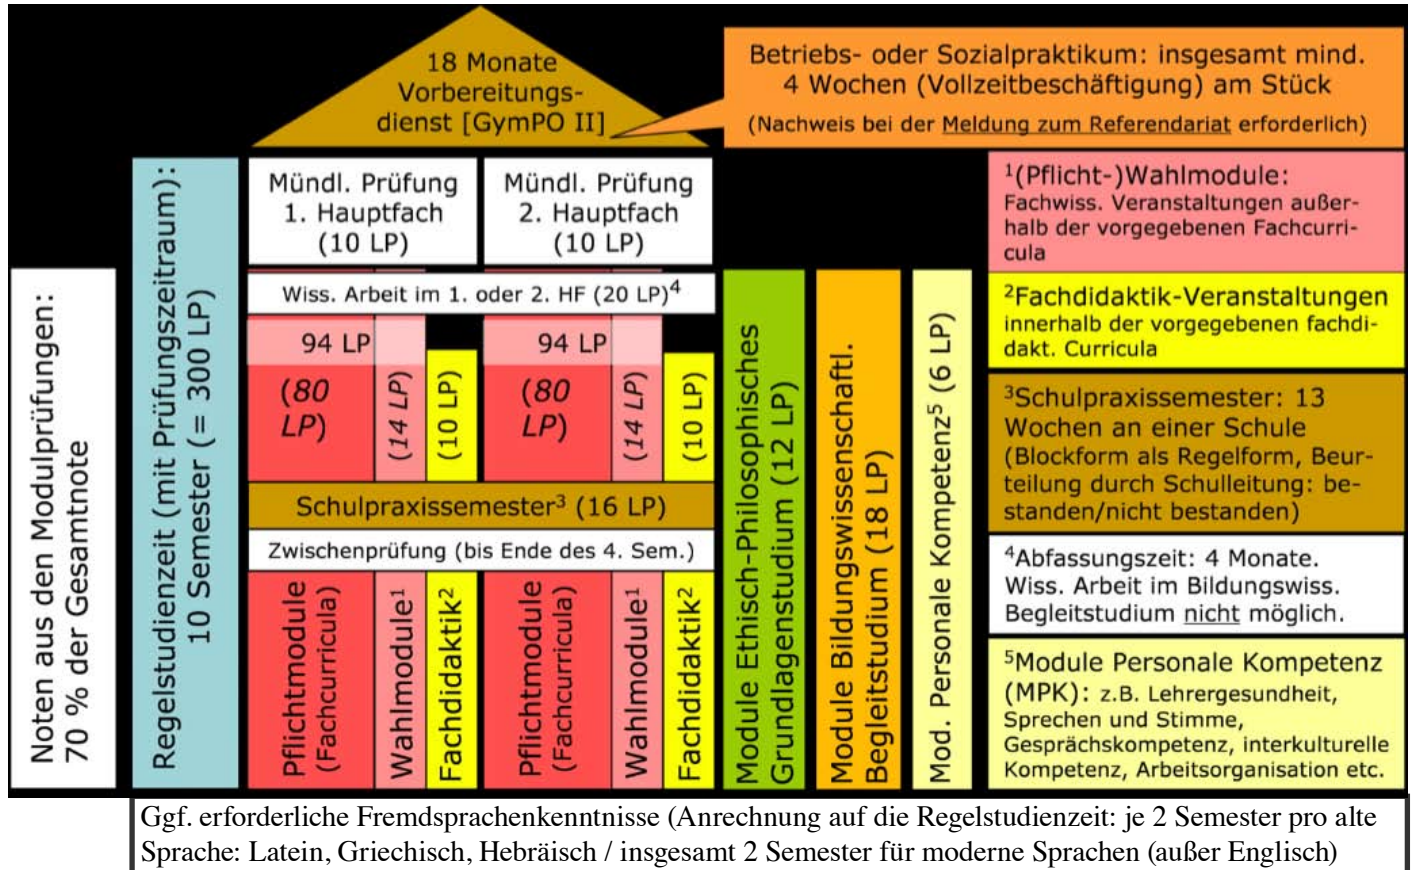 18 Monate
Vorbereitungs-
dienst [GymPO II]
Betriebs- oder Sozialpraktikum: insgesamt mind.
4 Wochen (Vollzeitbeschäftigung) am Stück
(Nachweis bei der Meldung zum Referendariat erforderlich)
Noten aus den Modulprüfungen:
70 % der Gesamtnote
Regelstudienzeit (mit Prüfungszeitraum):
10 Semester (= 300 LP)
Mündl. Prüfung
1. Hauptfach
(10 LP)
Mündl. Prüfung
2. Hauptfach
(10 LP)
Wiss. Arbeit im 1. oder 2. HF (20 LP)⁴
94 LP
(80
LP)
(14 LP)
(10 LP)
94 LP
(80
LP)
(14 LP)
(10 LP)
Schulpraxissemester³ (16 LP)
Zwischenprüfung (bis Ende des 4. Sem.)
Pflichtmodule
(Fachcurricula)
Wahlmodule¹
Fachdidaktik²
Pflichtmodule
(Fachcurricula)
Wahlmodule¹
Fachdidaktik²
Module Ethisch-Philosophisches
Grundlagenstudium (12 LP)
Module Bildungswissenschaftl.
Begleitstudium (18 LP)
Mod. Personale Kompetenz⁵ (6 LP)
¹(Pflicht-)Wahlmodule:
Fachwiss. Veranstaltungen außer-
halb der vorgegebenen Fachcurri-
cula
²Fachdidaktik-Veranstaltungen
innerhalb der vorgegebenen fachdi-
dakt. Curricula
³Schulpraxissemester: 13
Wochen an einer Schule
(Blockform als Regelform, Beur-
teilung durch Schulleitung: be-
standen/nicht bestanden)
⁴Abfassungszeit: 4 Monate.
Wiss. Arbeit im Bildungswiss.
Begleitstudium nicht möglich.
⁵Module Personale Kompetenz
(MPK): z.B. Lehrergesundheit,
Sprechen und Stimme,
Gesprächskompetenz, interkulturelle
Kompetenz, Arbeitsorganisation etc.
Ggf. erforderliche Fremdsprachenkenntnisse (Anrechnung auf die Regelstudienzeit: je 2 Semester pro alte
Sprache: Latein, Griechisch, Hebräisch / insgesamt 2 Semester für moderne Sprachen (außer Englisch)